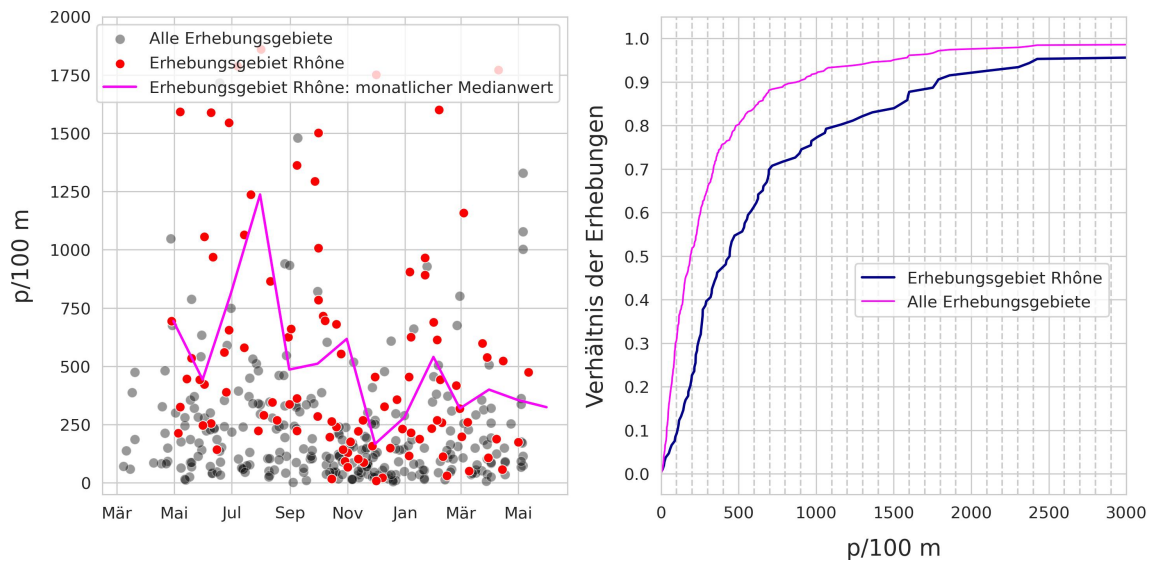 2000
1750
1500
1250
1000
750
500
250
0
p/100 m
Alle Erhebungsgebiete
Erhebungsgebiet Rhône
Erhebungsgebiet Rhône: monatlicher Medianwert
Mär
Mai
Jul
Sep
Nov
Jan
Mär
Mai
1.0
0.9
0.8
0.7
0.6
0.5
0.4
0.3
0.2
0.1
0.0
Verhältnis der Erhebungen
Erhebungsgebiet Rhône
Alle Erhebungsgebiete
0
500
1000
1500
2000
2500
3000
p/100 m